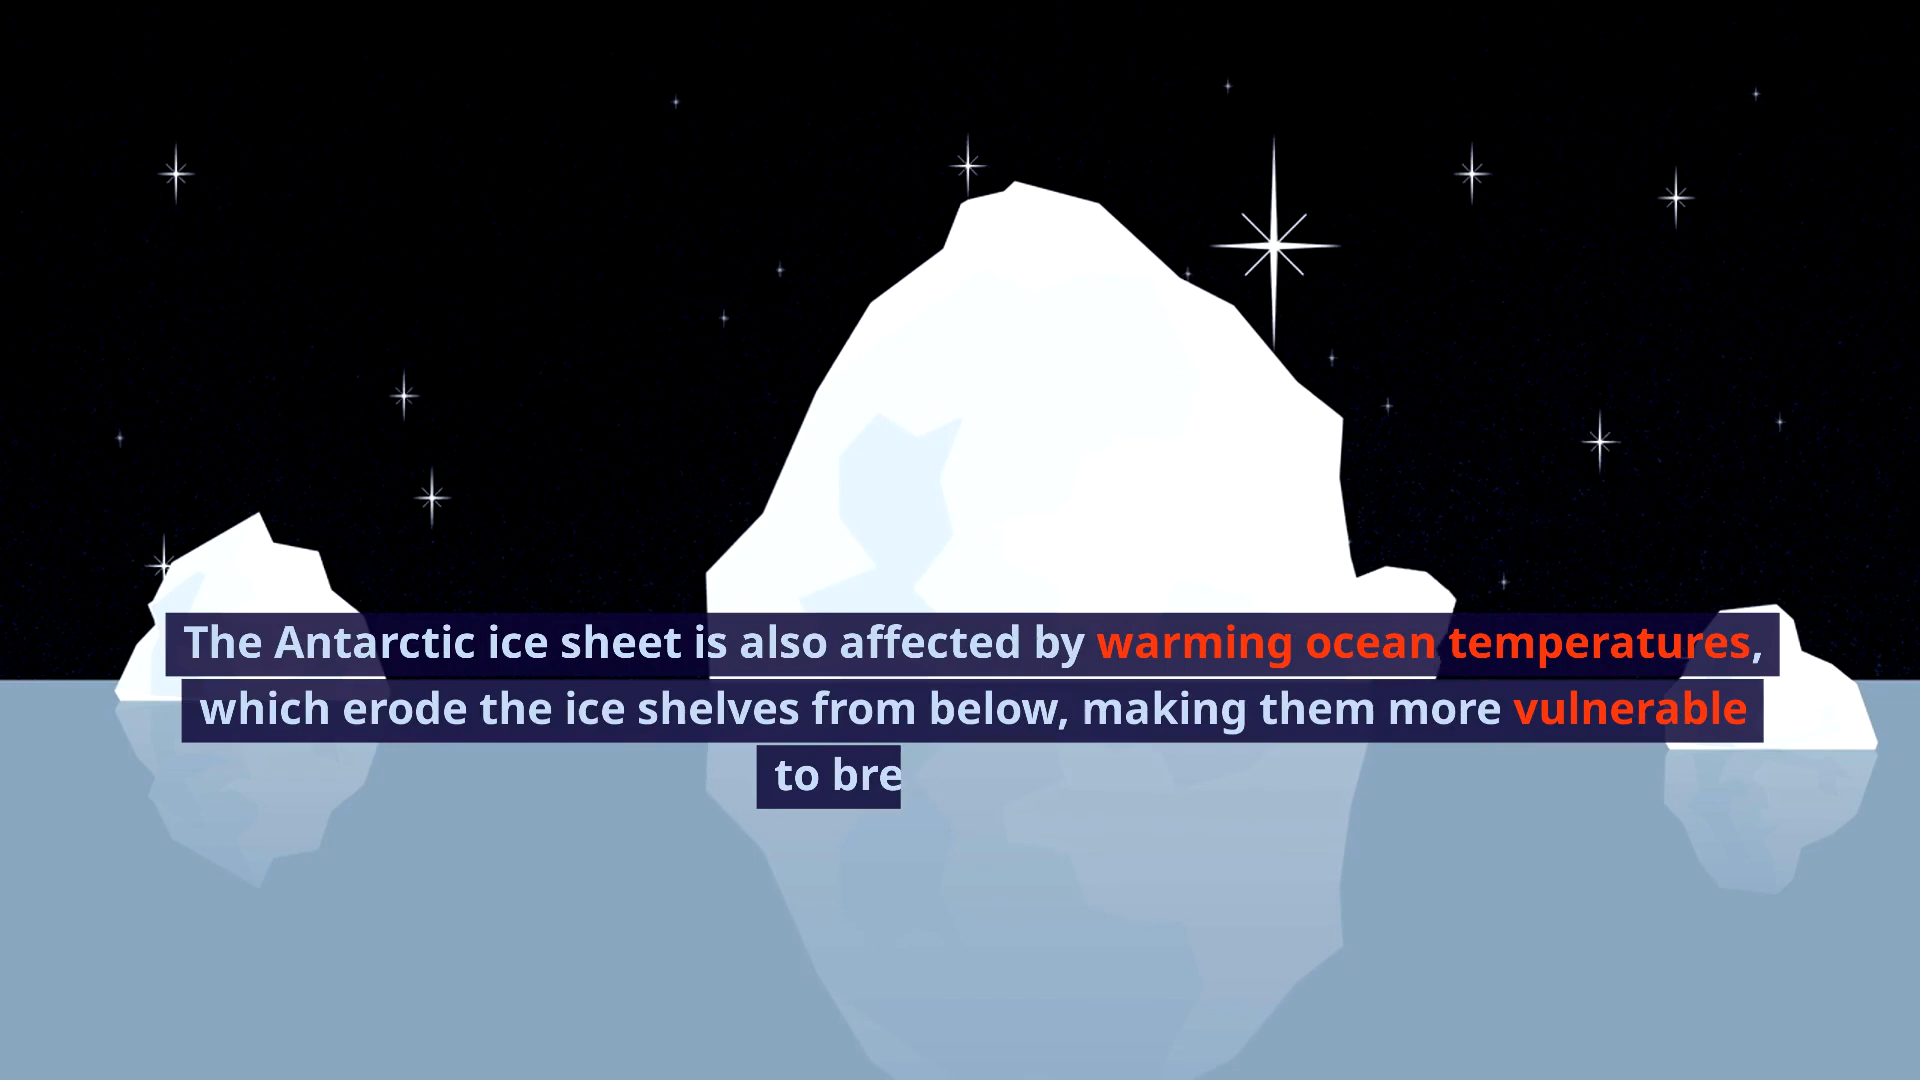 The Antarctic ice sheet is also affected by warming ocean temperatures,
which erode the ice shelves from below, making them more vulnerable
to bre